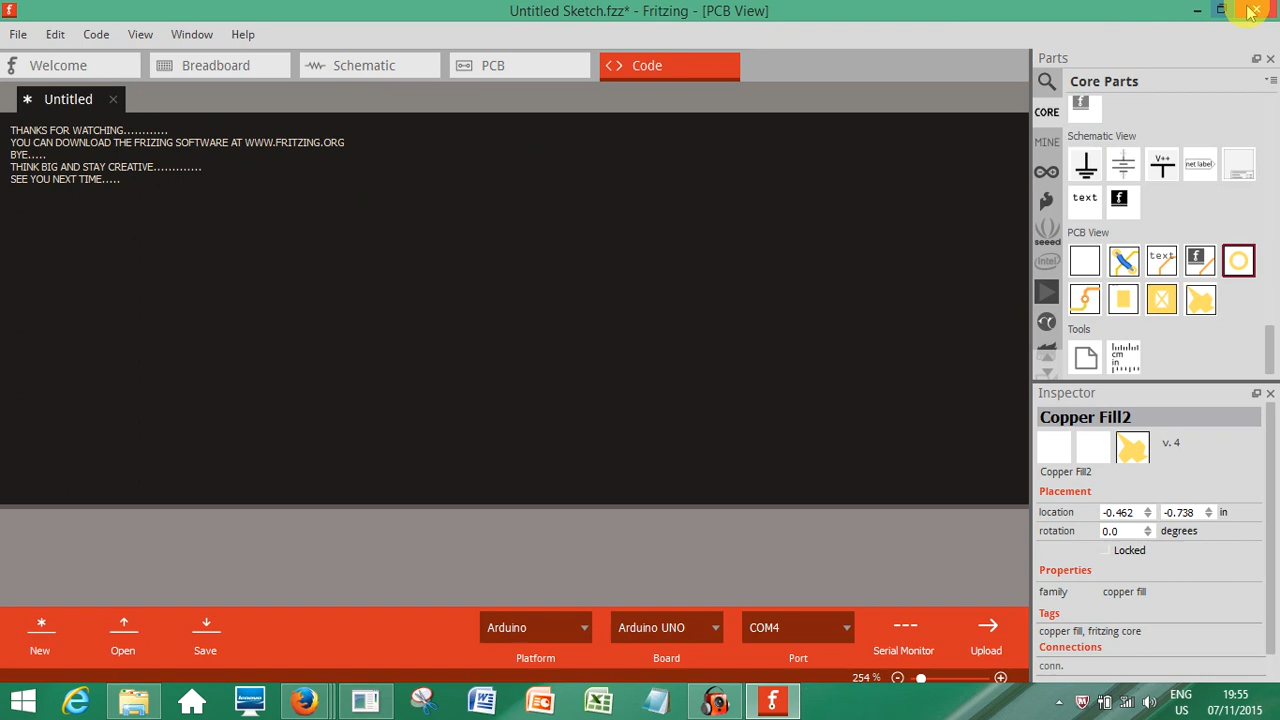 Untitled Sketch.fzz* - Fritzing - [PCB View]
File Edit Code View Window Help
Welcome Breadboard Schematic PCB Code
Untitled
THANKS FOR WATCHING............
YOU CAN DOWNLOAD THE FRIZING SOFTWARE AT WWW.FRITZING.ORG
BYE.....
THINK BIG AND STAY CREATIVE.............
SEE YOU NEXT TIME.....
Parts
Core Parts
CORE
MINE
seeed
intel
Schematic View
V++
net label
text
PCB View
text
Tools
cm
in
Inspector
Copper Fill2
v. 4
Copper Fill2
Placement
location -0.462 -0.738 in
rotation 0.0 degrees
Locked
Properties
family copper fill
Tags
copper fill, fritzing core
Connections
conn.
New Open Save
Arduino Arduino UNO COM4
Platform Board Port Serial Monitor Upload
254 %
ENG
US
19:55
07/11/2015